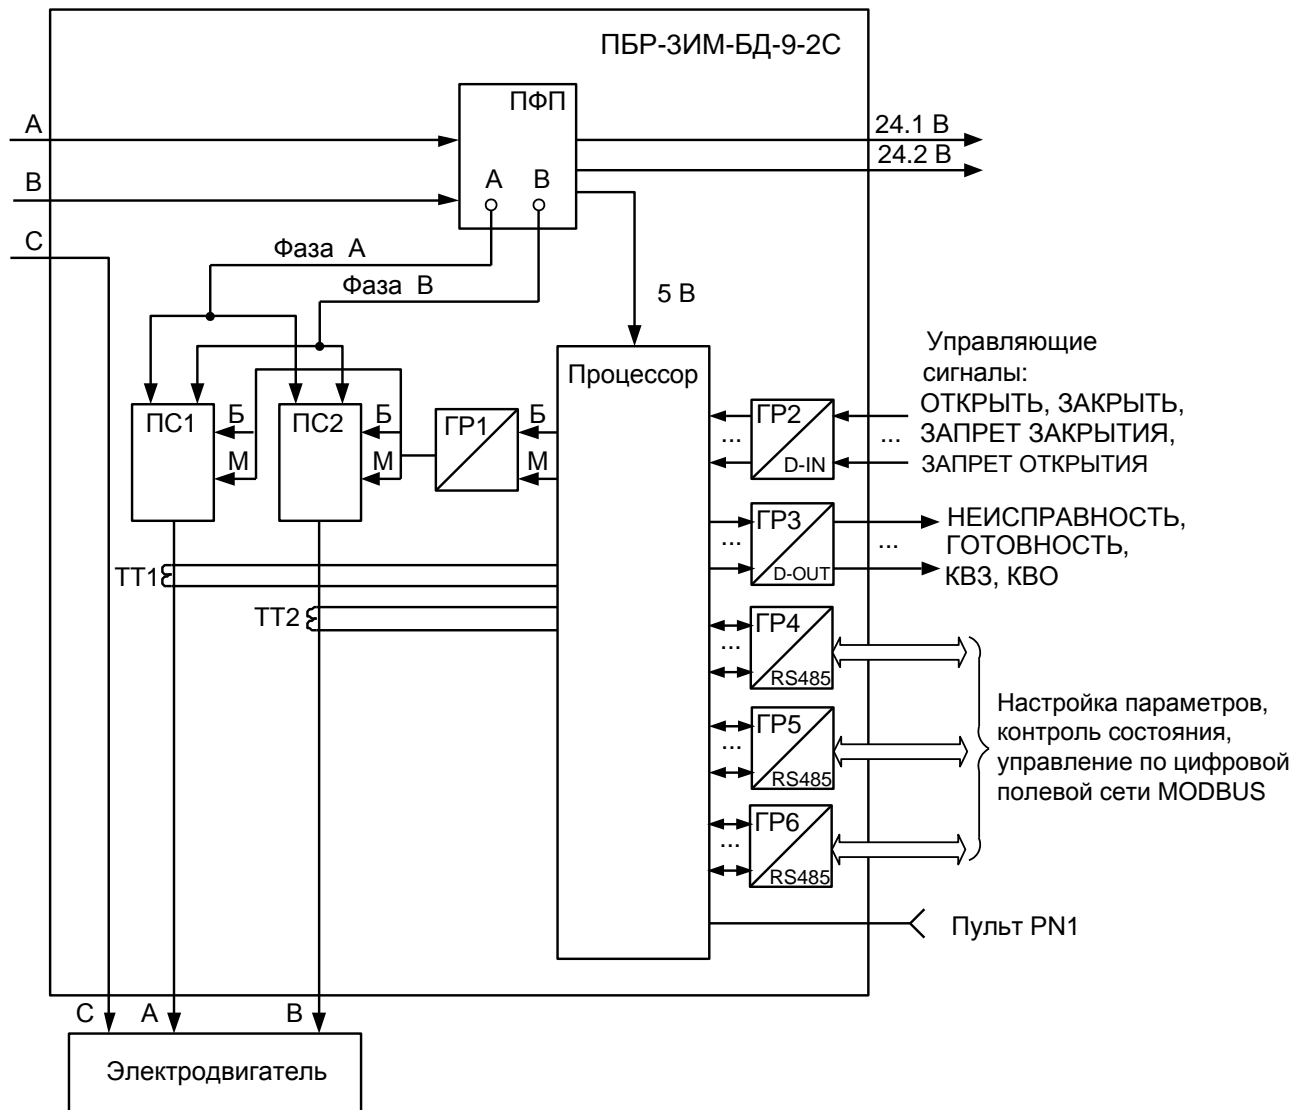 ПБР-3ИМ-БД-9-2С
ПФП
А
В
С
А
В
24.1 В
24.2 В
Фаза А
Фаза В
5 В
Процессор
ПС1
Б
М
ПС2
Б
М
ГР1
Б
М
ГР2
...
D-IN
...
Управляющие
сигналы:
ОТКРЫТЬ, ЗАКРЫТЬ,
... ЗАПРЕТ ЗАКРЫТИЯ,
ЗАПРЕТ ОТКРЫТИЯ
ГР3
...
D-OUT
... НЕИСПРАВНОСТЬ,
ГОТОВНОСТЬ,
КВЗ, КВО
ТТ1
ТТ2
ГР4
...
RS485
ГР5
...
RS485
ГР6
...
RS485
Настройка параметров,
контроль состояния,
управление по цифровой
полевой сети MODBUS
Пульт PN1
С
А
В
Электродвигатель